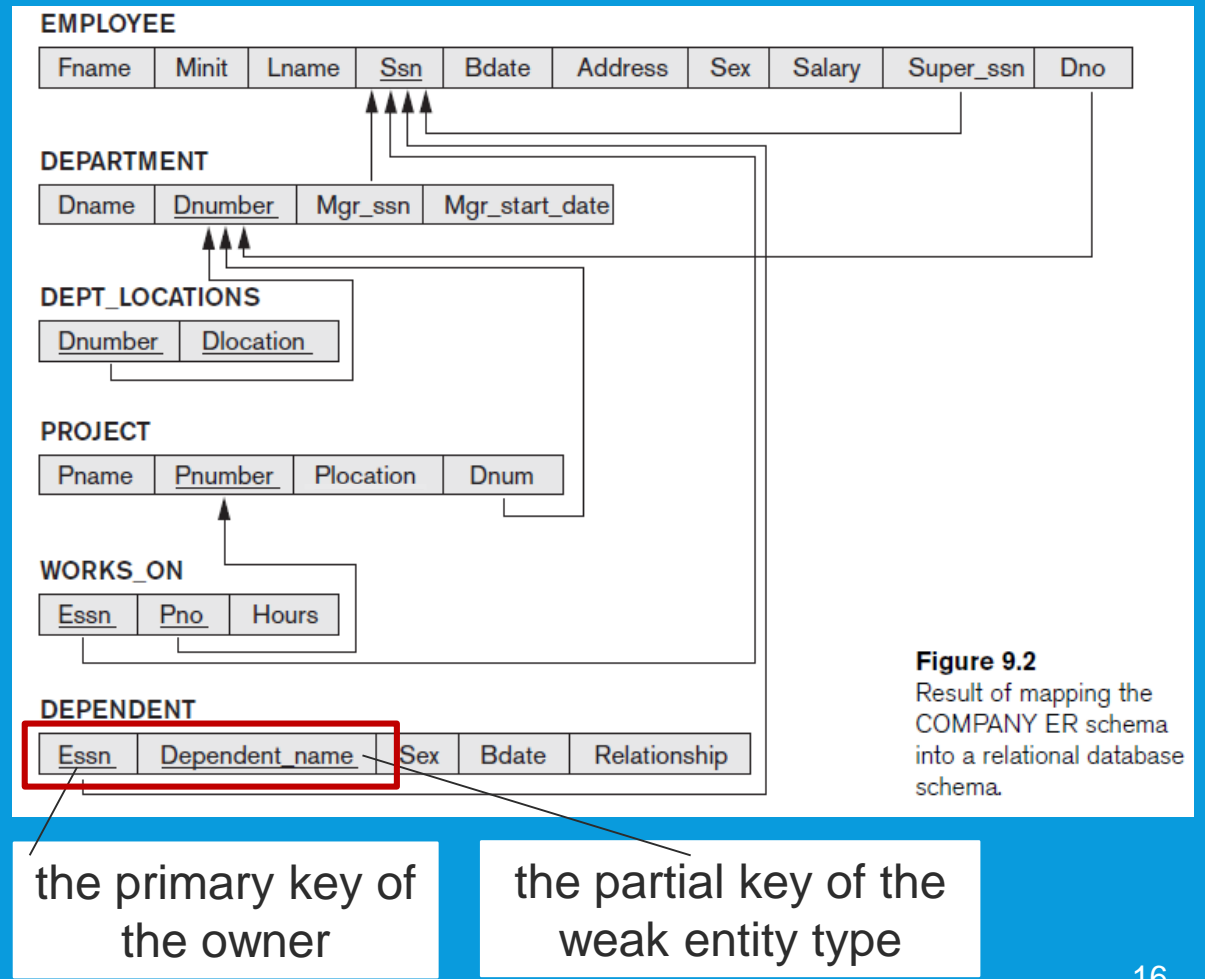 EMPLOYEE
Fname Minit Lname Ssn Bdate Address Sex Salary Super_ssn Dno
DEPARTMENT
Dname Dnumber Mgr_ssn Mgr_start_date
DEPT_LOCATIONS
Dnumber Dlocation
PROJECT
Pname Pnumber Plocation Dnum
WORKS_ON
Essn Pno Hours
DEPENDENT
Essn Dependent_name Sex Bdate Relationship
Figure 9.2
Result of mapping the
COMPANY ER schema
into a relational database
schema.
the primary key of
the owner
the partial key of the
weak entity type
16